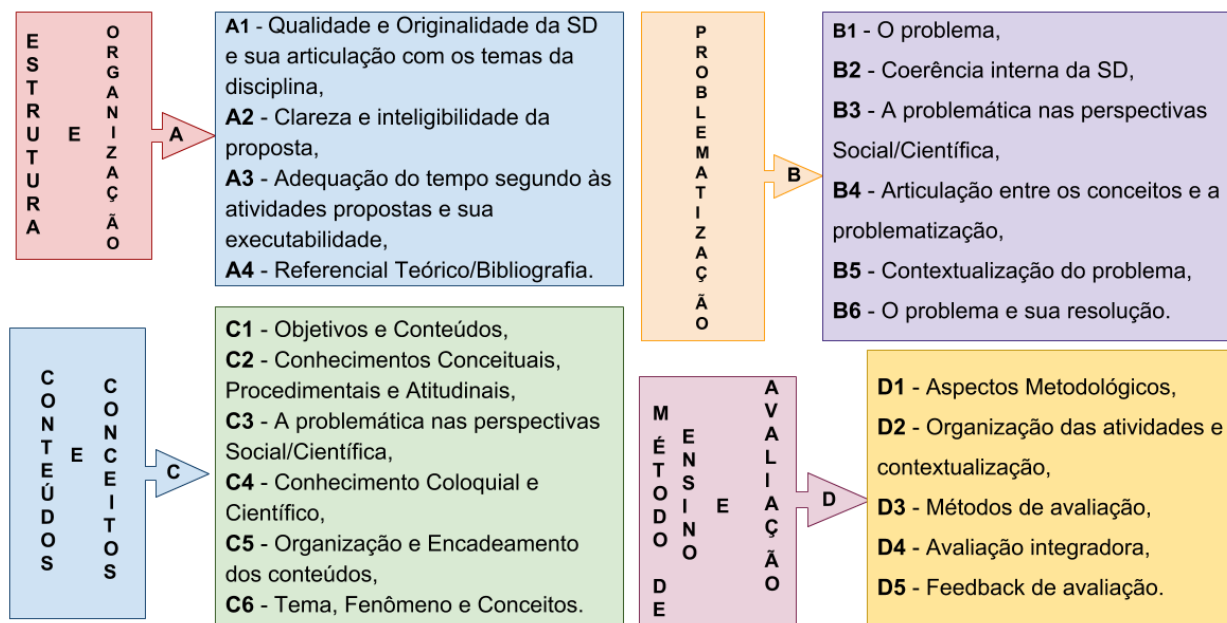 ESTRUTURA
E
ORGANIZAÇÃO
A
A1 - Qualidade e Originalidade da SD
e sua articulação com os temas da
disciplina,
A2 - Clareza e inteligibilidade da
proposta,
A3 - Adequação do tempo segundo às
atividades propostas e sua
executabilidade,
A4 - Referencial Teórico/Bibliografia.
PROBLEMATIZAÇÃO
B
B1 - O problema,
B2 - Coerência interna da SD,
B3 - A problemática nas perspectivas
Social/Científica,
B4 - Articulação entre os conceitos e a
problematização,
B5 - Contextualização do problema,
B6 - O problema e sua resolução.
CONTEÚDOS
E
CONCEITOS
C
C1 - Objetivos e Conteúdos,
C2 - Conhecimentos Conceituais,
Procedimentais e Atitudinais,
C3 - A problemática nas perspectivas
Social/Científica,
C4 - Conhecimento Coloquial e
Científico,
C5 - Organização e Encadeamento
dos conteúdos,
C6 - Tema, Fenômeno e Conceitos.
MÉTODO DE
ENSINO
E
AVALIAÇÃO
D
D1 - Aspectos Metodológicos,
D2 - Organização das atividades e
contextualização,
D3 - Métodos de avaliação,
D4 - Avaliação integradora,
D5 - Feedback de avaliação.